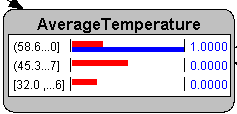 AverageTemperature
(58.6...0] 1.0000
(45.3...7] 0.0000
[32.0 ,...6] 0.0000